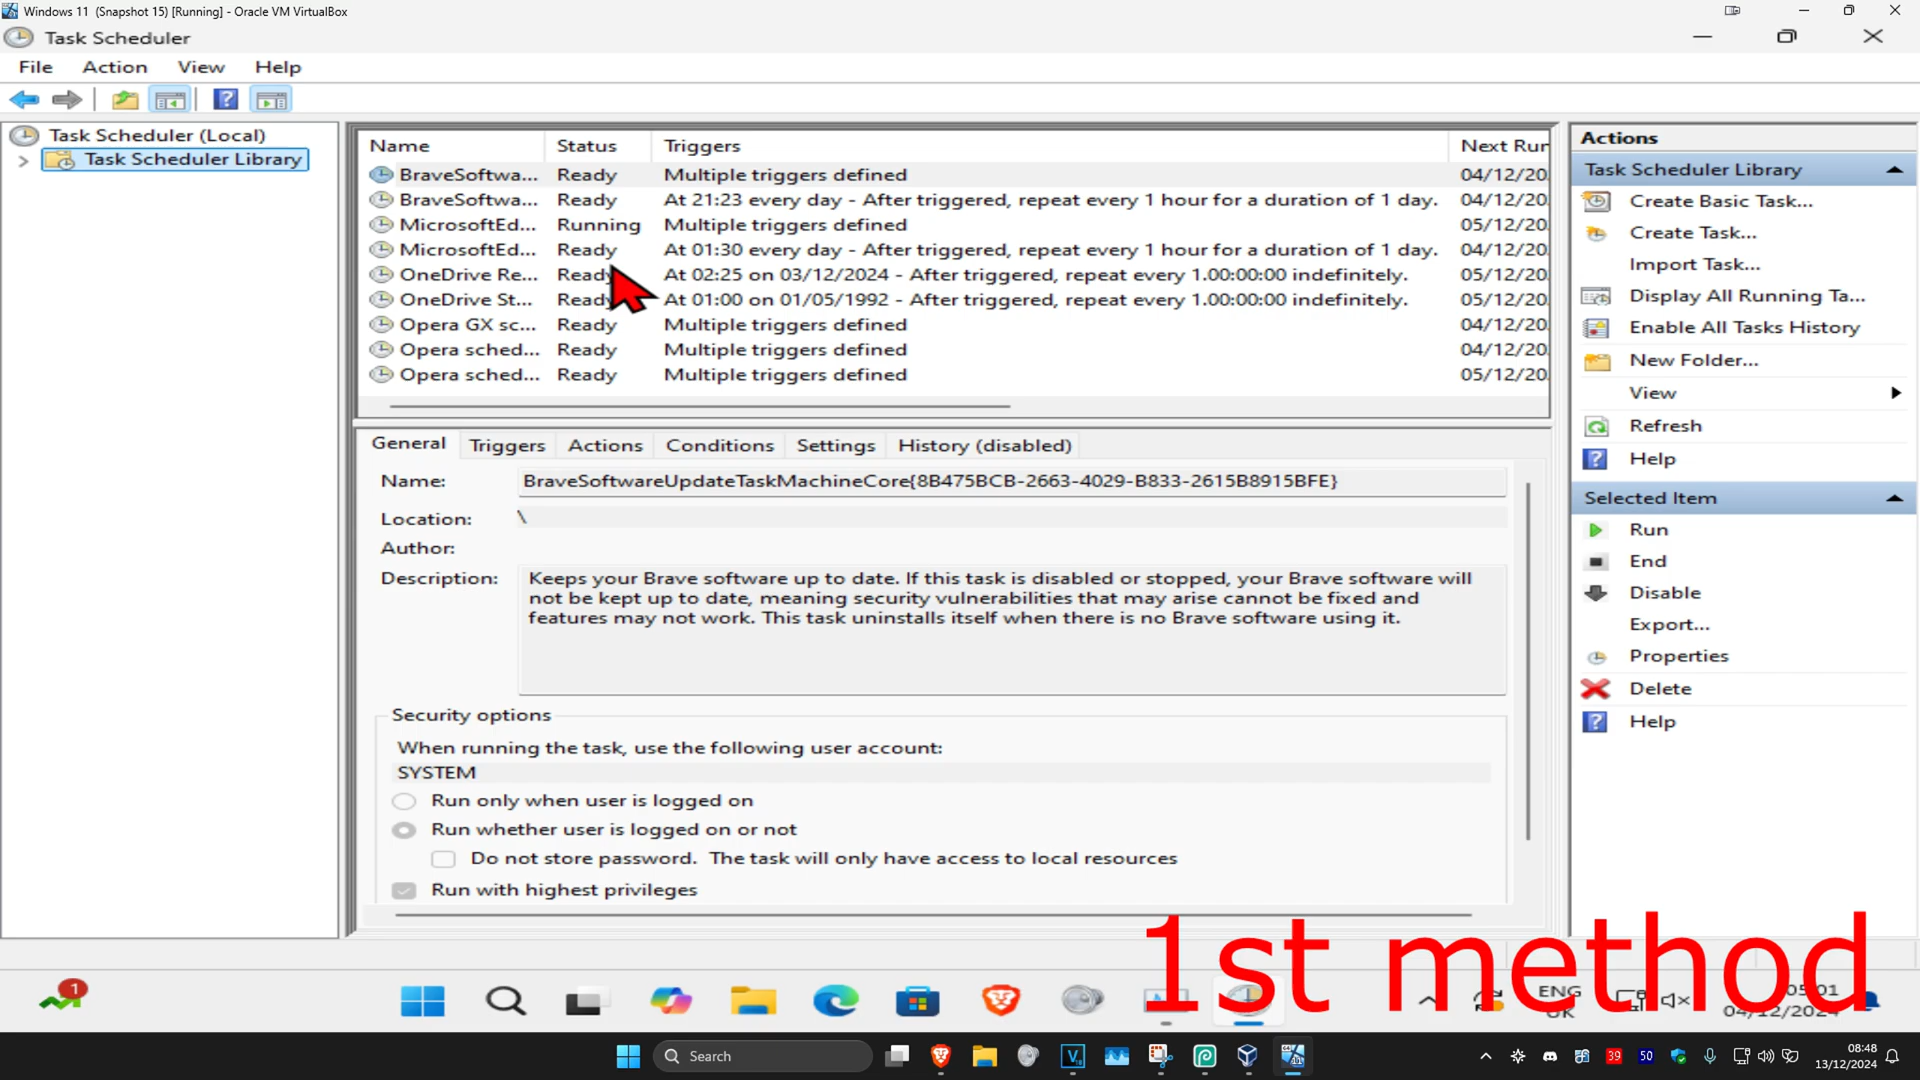 Windows 11 (Snapshot 15) [Running] - Oracle VM VirtualBox
Task Scheduler
File Action View Help
Task Scheduler (Local)
Task Scheduler Library
Name Status Triggers Next Run
BraveSoftwa... Ready Multiple triggers defined 04/12/20
BraveSoftwa... Ready At 21:23 every day - After triggered, repeat every 1 hour for a duration of 1 day. 04/12/20
MicrosoftEd... Running Multiple triggers defined 05/12/20
MicrosoftEd... Ready At 01:30 every day - After triggered, repeat every 1 hour for a duration of 1 day. 04/12/20
OneDrive Re... Ready At 02:25 on 03/12/2024 - After triggered, repeat every 1.00:00:00 indefinitely. 05/12/20
OneDrive St... Ready At 01:00 on 01/05/1992 - After triggered, repeat every 1.00:00:00 indefinitely. 05/12/20
Opera GX sc... Ready Multiple triggers defined 04/12/20
Opera sched... Ready Multiple triggers defined 04/12/20
Opera sched... Ready Multiple triggers defined 05/12/20
General Triggers Actions Conditions Settings History (disabled)
Name: BraveSoftwareUpdateTaskMachineCore{8B475BCB-2663-4029-B833-2615B8915BFE}
Location: \
Author:
Description: Keeps your Brave software up to date. If this task is disabled or stopped, your Brave software will
not be kept up to date, meaning security vulnerabilities that may arise cannot be fixed and
features may not work. This task uninstalls itself when there is no Brave software using it.
Security options
When running the task, use the following user account:
SYSTEM
Run only when user is logged on
Run whether user is logged on or not
Do not store password. The task will only have access to local resources
Run with highest privileges
Actions
Task Scheduler Library
Create Basic Task...
Create Task...
Import Task...
Display All Running Ta...
Enable All Tasks History
New Folder...
View
Refresh
Help
Selected Item
Run
End
Disable
Export...
Properties
Delete
Help
1st method
1
ENG
UK
05:01
04/12/2024
Search
39
50
08:48
13/12/2024